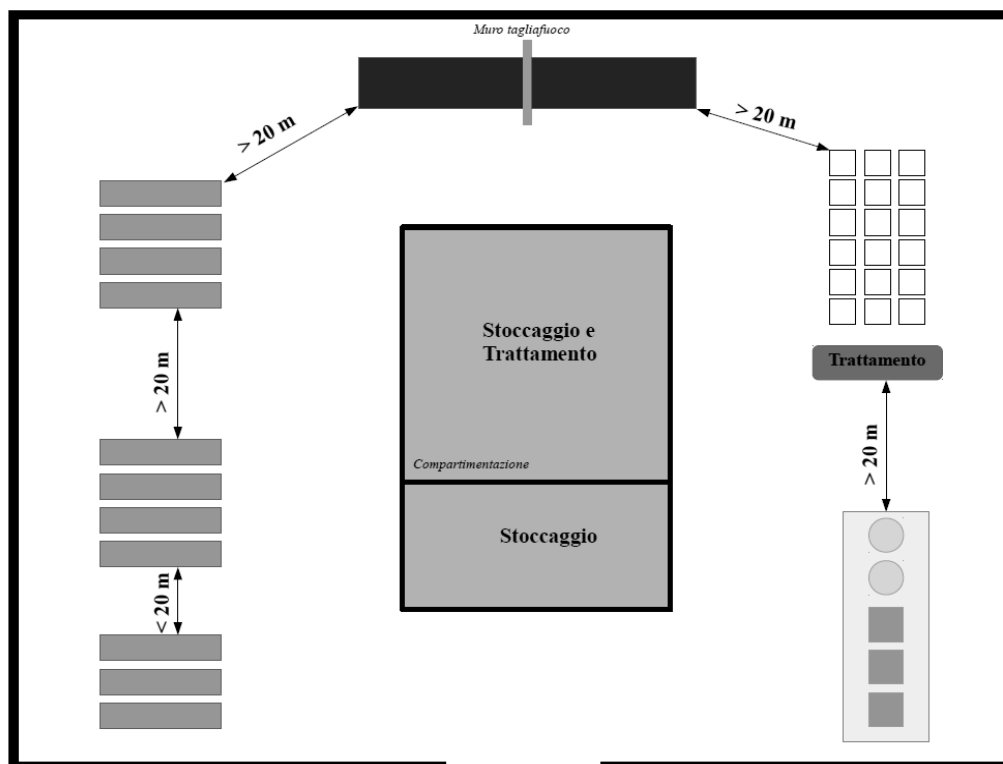 Muro tagliafuoco
> 20 m
> 20 m
Stoccaggio e
Trattamento
Trattamento
> 20 m
> 20 m
Compartimentazione
Stoccaggio
< 20 m